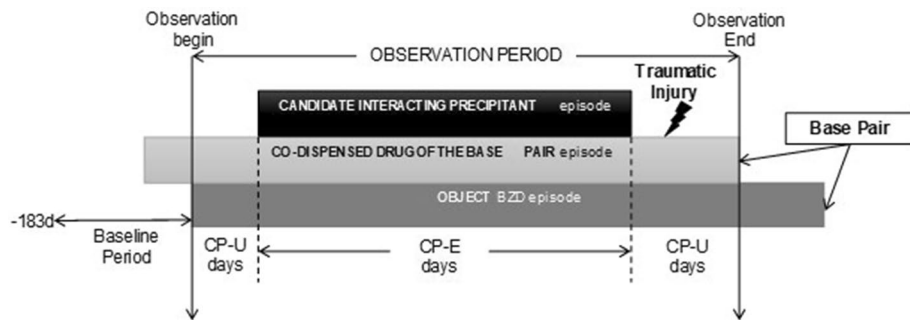 Observation
begin
Observation
End
OBSERVATION PERIOD
Traumatic
Injury
CANDIDATE INTERACTING PRECIPITANT episode
Base Pair
CO-DISPENSED DRUG OF THE BASE PAIR episode
OBJECT BZD episode
-183d
Baseline
Period
CP-U
days
CP-E
days
CP-U
days